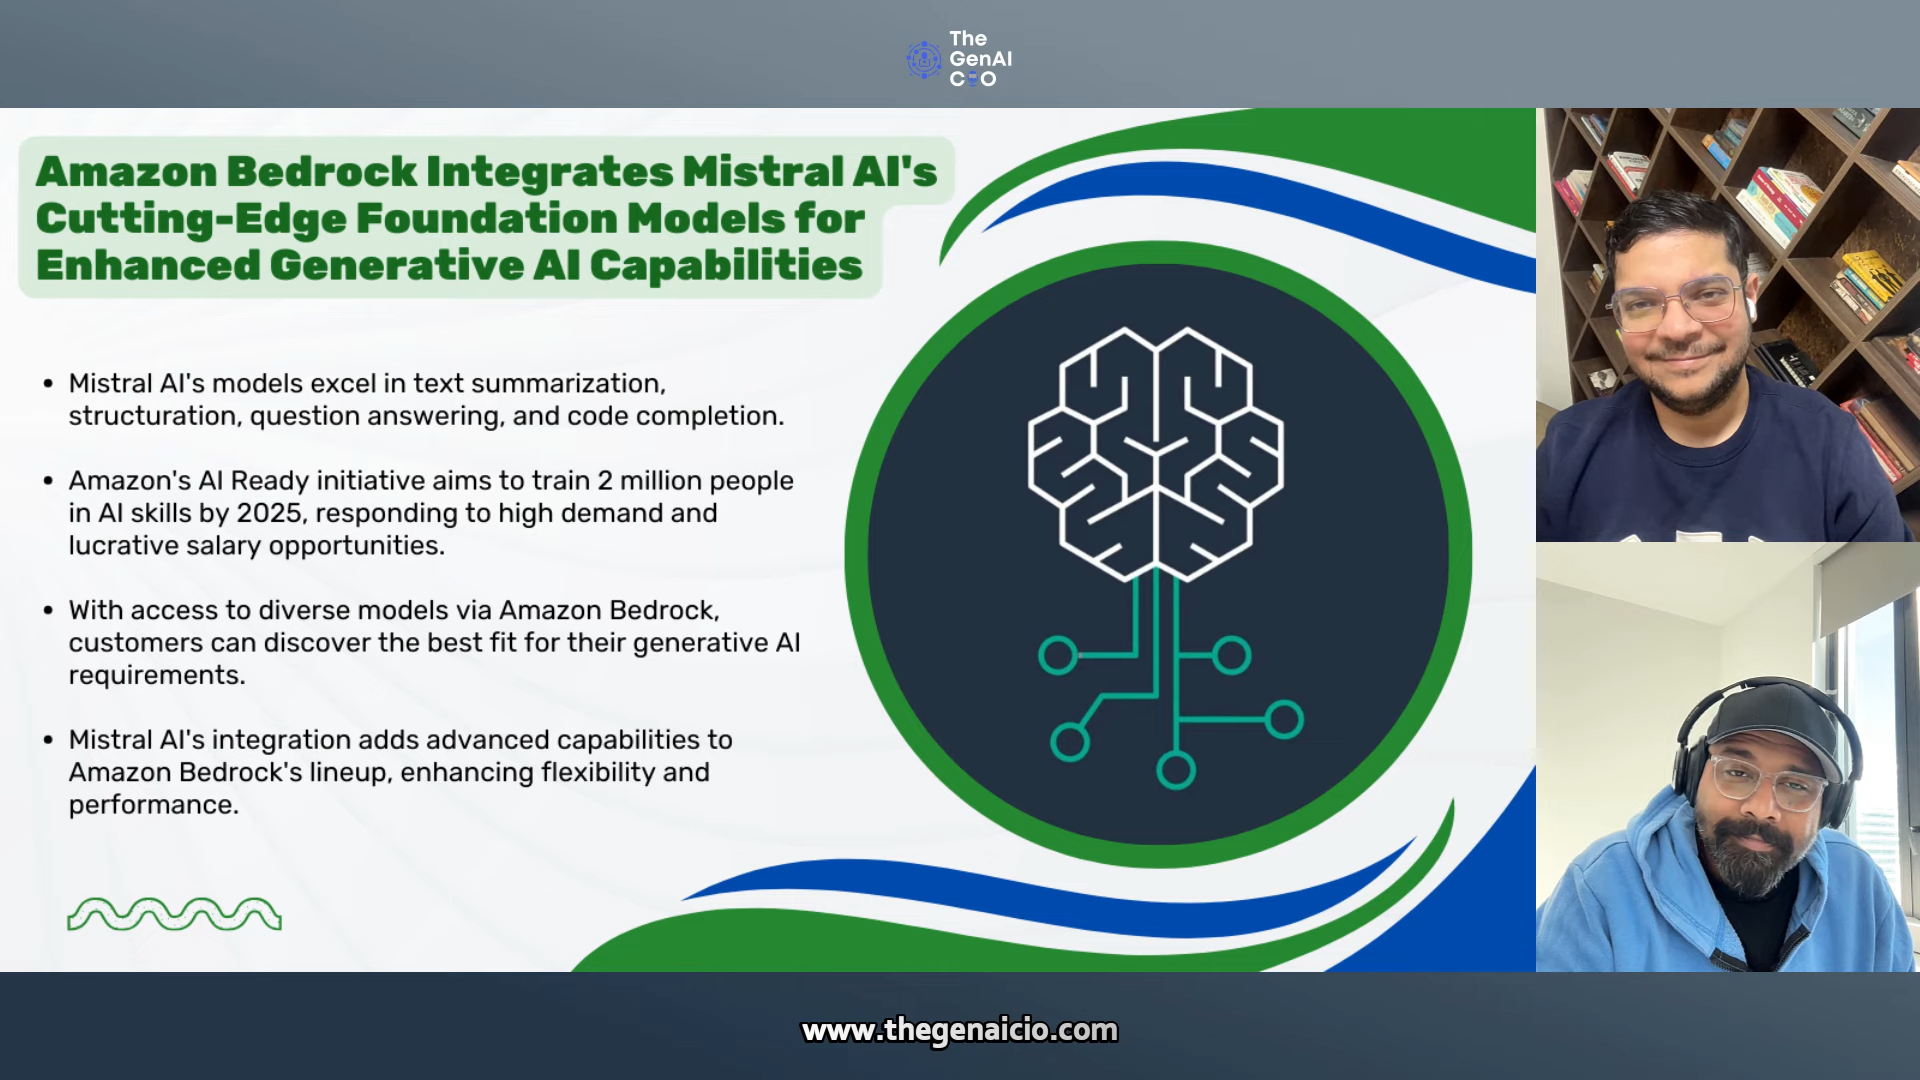 The
GenAI
CIO
Amazon Bedrock Integrates Mistral AI's
Cutting-Edge Foundation Models for
Enhanced Generative AI Capabilities
• Mistral AI's models excel in text summarization,
structuration, question answering, and code completion.
• Amazon's AI Ready initiative aims to train 2 million people
in AI skills by 2025, responding to high demand and
lucrative salary opportunities.
• With access to diverse models via Amazon Bedrock,
customers can discover the best fit for their generative AI
requirements.
• Mistral AI's integration adds advanced capabilities to
Amazon Bedrock's lineup, enhancing flexibility and
performance.
www.thegenaicio.com